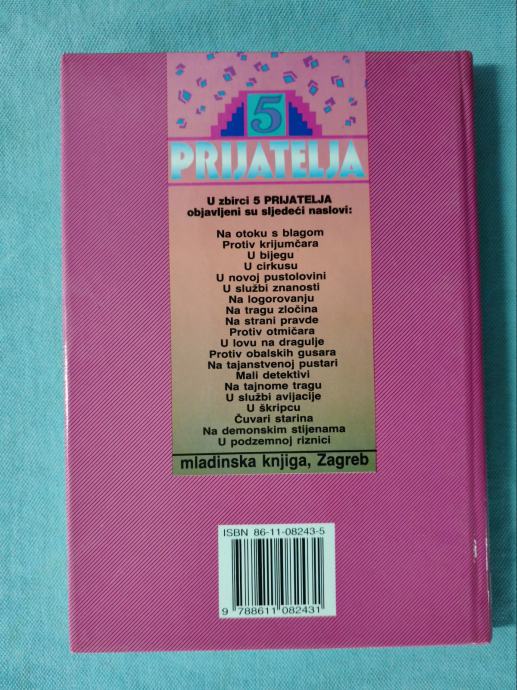 5
PRIJATELJA
U zbirci 5 PRIJATELJA
objavljeni su sljedeći naslovi:
Na otoku s blagom
Protiv krijumčara
U bijegu
U cirkusu
U novoj pustolovini
U službi znanosti
Na logorovanju
Na tragu zločina
Na strani pravde
Protiv otmičara
U lovu na dragulje
Protiv obalskih gusara
Na tajanstvenoj pustari
Mali detektivi
Na tajnome tragu
U službi avijacije
U škripcu
Čuvari starina
Na demonskim stijenama
U podzemnoj riznici
mladinska knjiga, Zagreb
ISBN 86-11-08243-5
9 788611 082431